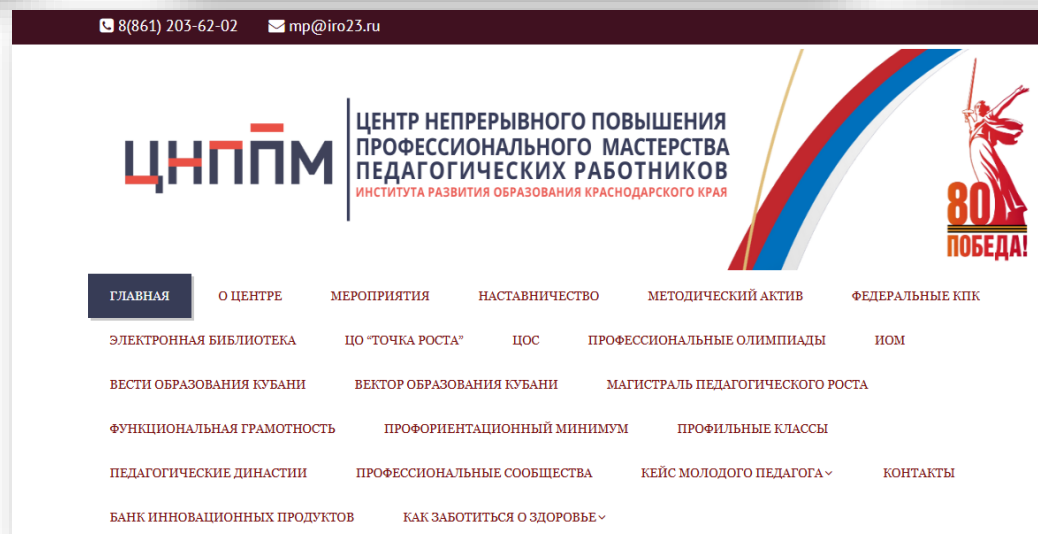 8(861) 203-62-02 mp@iro23.ru
ЦНППМ
ЦЕНТР НЕПРЕРЫВНОГО ПОВЫШЕНИЯ
ПРОФЕССИОНАЛЬНОГО МАСТЕРСТВА
ПЕДАГОГИЧЕСКИХ РАБОТНИКОВ
ИНСТИТУТА РАЗВИТИЯ ОБРАЗОВАНИЯ КРАСНОДАРСКОГО КРАЯ
80
ПОБЕДА!
ГЛАВНАЯ О ЦЕНТРЕ МЕРОПРИЯТИЯ НАСТАВНИЧЕСТВО МЕТОДИЧЕСКИЙ АКТИВ ФЕДЕРАЛЬНЫЕ КПК
ЭЛЕКТРОННАЯ БИБЛИОТЕКА ЦО “ТОЧКА РОСТА” ЦОС ПРОФЕССИОНАЛЬНЫЕ ОЛИМПИАДЫ ИОМ
ВЕСТИ ОБРАЗОВАНИЯ КУБАНИ ВЕКТОР ОБРАЗОВАНИЯ КУБАНИ МАГИСТРАЛЬ ПЕДАГОГИЧЕСКОГО РОСТА
ФУНКЦИОНАЛЬНАЯ ГРАМОТНОСТЬ ПРОФОРИЕНТАЦИОННЫЙ МИНИМУМ ПРОФИЛЬНЫЕ КЛАССЫ
ПЕДАГОГИЧЕСКИЕ ДИНАСТИИ ПРОФЕССИОНАЛЬНЫЕ СООБЩЕСТВА КЕЙС МОЛОДОГО ПЕДАГОГА КОНТАКТЫ
БАНК ИННОВАЦИОННЫХ ПРОДУКТОВ КАК ЗАБОТИТЬСЯ О ЗДОРОВЬЕ